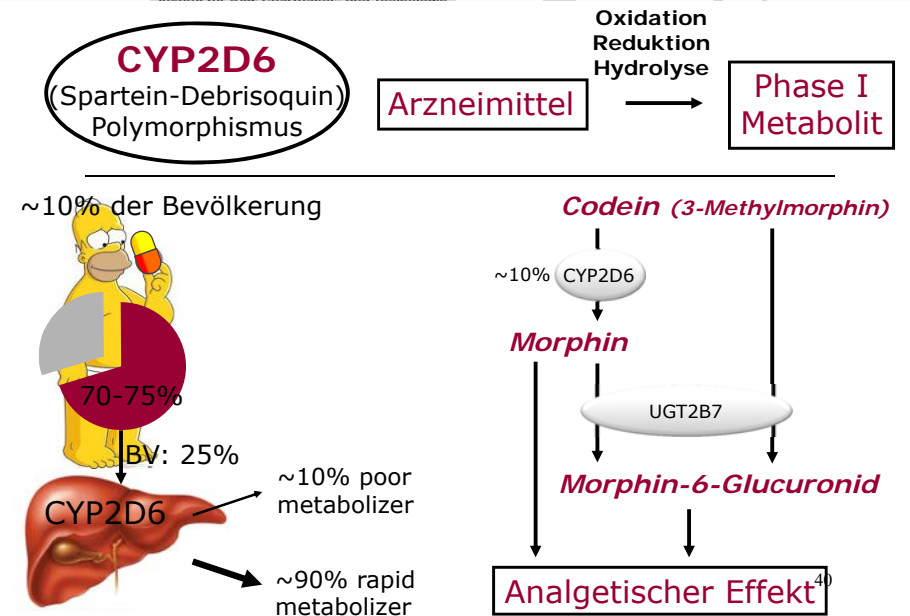 CYP2D6
(Spartein-Debrisoquin)
Polymorphismus
Arzneimittel
Oxidation
Reduktion
Hydrolyse
Phase I
Metabolit
~10% der Bevölkerung
70-75%
BV: 25%
CYP2D6
~10% poor
metabolizer
~90% rapid
metabolizer
Codein (3-Methylmorphin)
~10% CYP2D6
Morphin
UGT2B7
Morphin-6-Glucuronid
Analgetischer Effekt
40